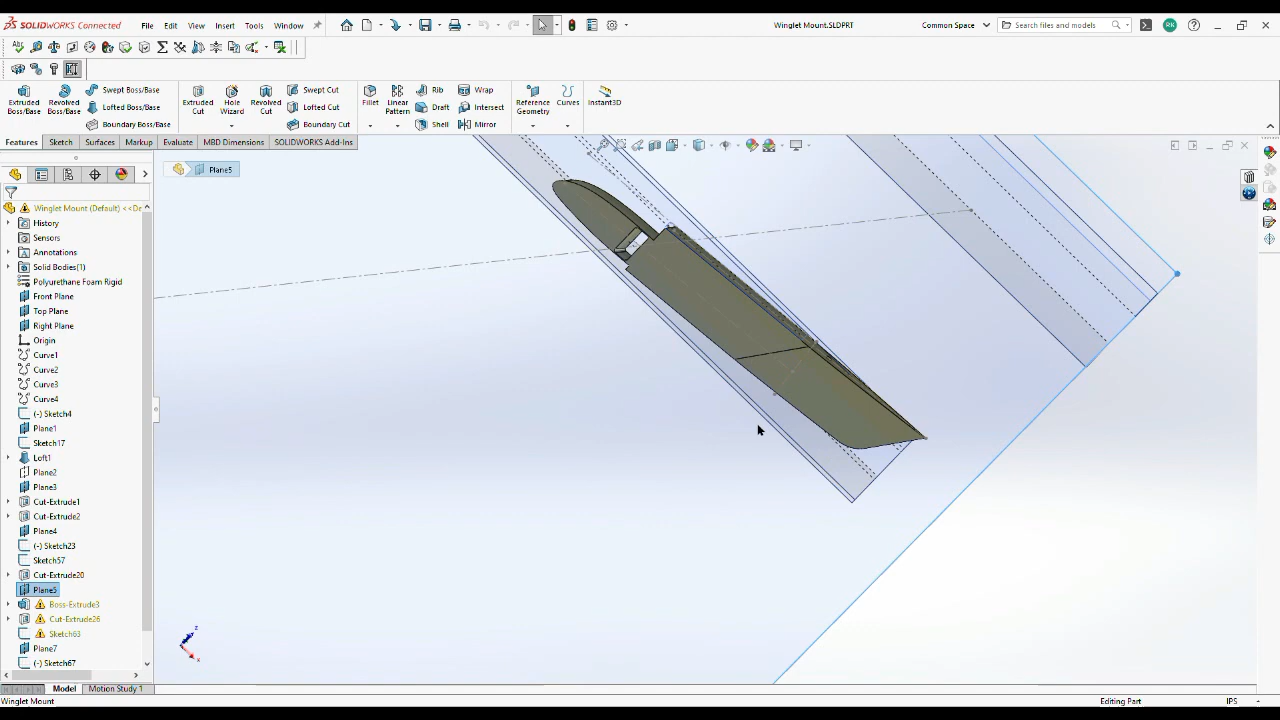 SOLIDWORKS Connected File Edit View Insert Tools Window Winglet Mount.SLDPRT Common Space Search files and models RK
Extruded Boss/Base Revolved Boss/Base Swept Boss/Base Lofted Boss/Base Boundary Boss/Base Extruded Cut Hole Wizard Revolved Cut Swept Cut Lofted Cut Boundary Cut Fillet Linear Pattern Rib Draft Shell Wrap Intersect Mirror Reference Geometry Curves Instant3D
Features Sketch Surfaces Markup Evaluate MBD Dimensions SOLIDWORKS Add-Ins
Plane5
Winglet Mount (Default) <<De
History
Sensors
Annotations
Solid Bodies(1)
Polyurethane Foam Rigid
Front Plane
Top Plane
Right Plane
Origin
Curve1
Curve2
Curve3
Curve4
(-) Sketch4
Plane1
Sketch17
Loft1
Plane2
Plane3
Cut-Extrude1
Cut-Extrude2
Plane4
(-) Sketch23
Sketch57
Cut-Extrude20
Plane5
Boss-Extrude3
Cut-Extrude26
Sketch63
Plane7
(-) Sketch67
z
x
Model Motion Study 1
Winglet Mount Editing Part IPS